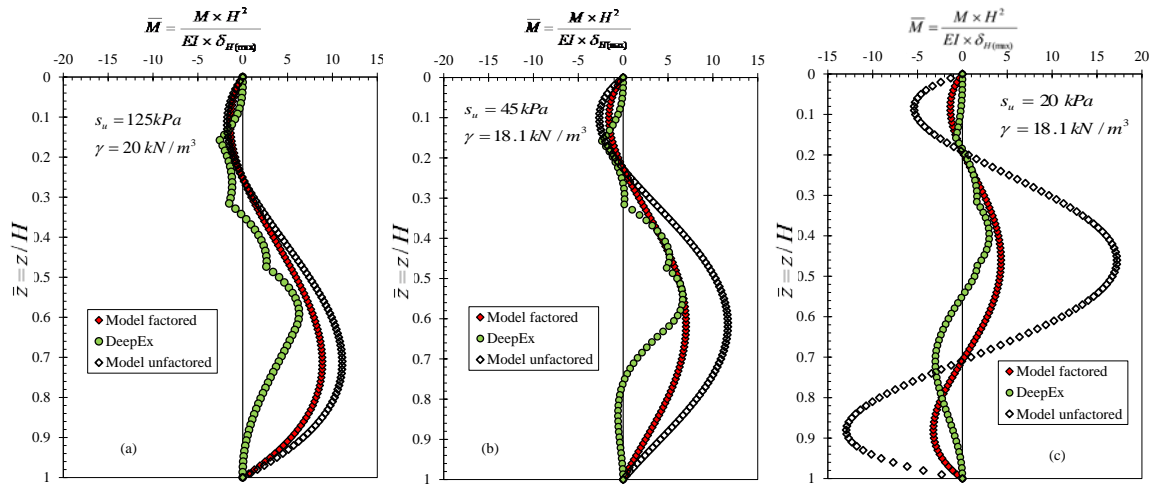 M̅ = M × H² / EI × δH(max)
-20 -15 -10 -5 0 5 10 15
0
0.1
0.2
0.3
0.4
0.5
0.6
0.7
0.8
0.9
1
z̅ = z / H
s_u = 125kPa
γ = 20 kN / m³
Model factored
DeepEx
Model unfactored
(a)
M̅ = M × H² / EI × δH(max)
-20 -15 -10 -5 0 5 10 15
0
0.1
0.2
0.3
0.4
0.5
0.6
0.7
0.8
0.9
1
z̅ = z / H
s_u = 45kPa
γ = 18.1 kN / m³
Model factored
DeepEx
Model unfactored
(b)
M̅ = M × H² / EI × δH(max)
-20 -15 -10 -5 0 5 10 15 20
0
0.1
0.2
0.3
0.4
0.5
0.6
0.7
0.8
0.9
1
z̅ = z / H
s_u = 20 kPa
γ = 18.1 kN / m³
Model factored
DeepEx
Model unfactored
(c)